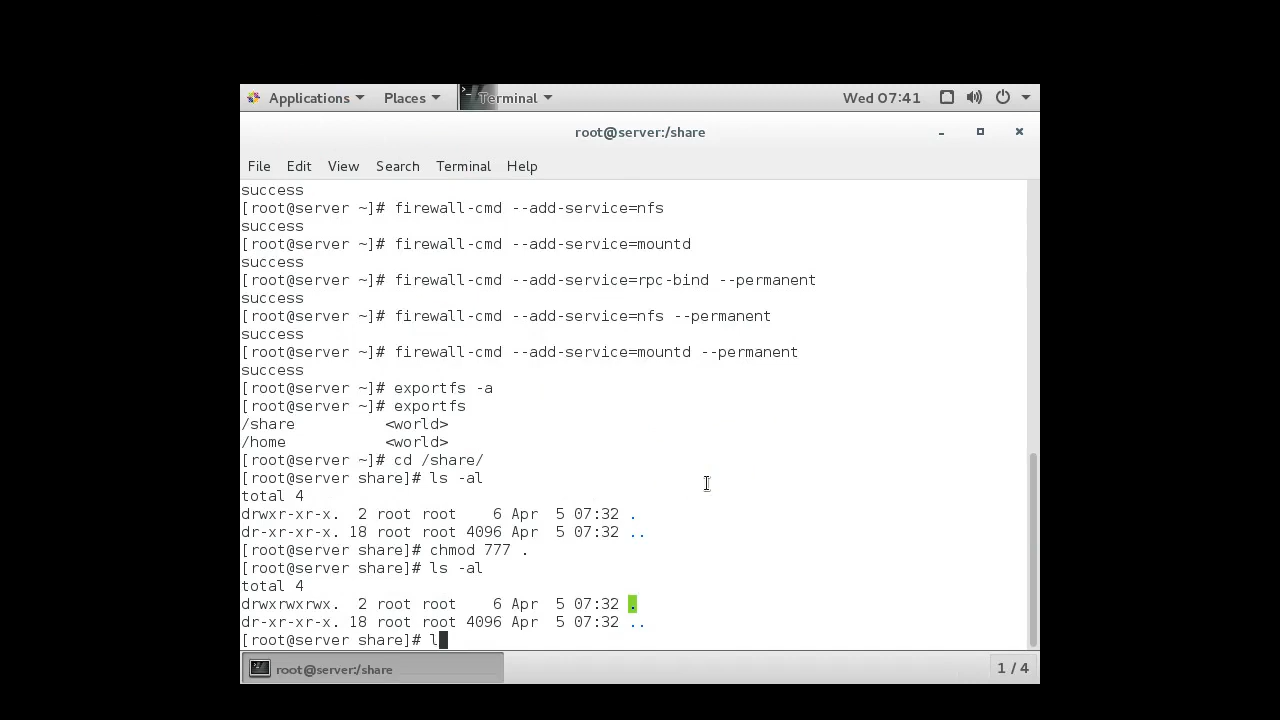 Applications Places Terminal Wed 07:41
root@server:/share
File Edit View Search Terminal Help
success
[root@server ~]# firewall-cmd --add-service=nfs
success
[root@server ~]# firewall-cmd --add-service=mountd
success
[root@server ~]# firewall-cmd --add-service=rpc-bind --permanent
success
[root@server ~]# firewall-cmd --add-service=nfs --permanent
success
[root@server ~]# firewall-cmd --add-service=mountd --permanent
success
[root@server ~]# exportfs -a
[root@server ~]# exportfs
/share          <world>
/home           <world>
[root@server ~]# cd /share/
[root@server share]# ls -al
total 4
drwxr-xr-x.  2 root root    6 Apr  5 07:32 .
dr-xr-xr-x. 18 root root 4096 Apr  5 07:32 ..
[root@server share]# chmod 777 .
[root@server share]# ls -al
total 4
drwxrwxrwx.  2 root root    6 Apr  5 07:32 .
dr-xr-xr-x. 18 root root 4096 Apr  5 07:32 ..
[root@server share]# l
root@server:/share 1 / 4